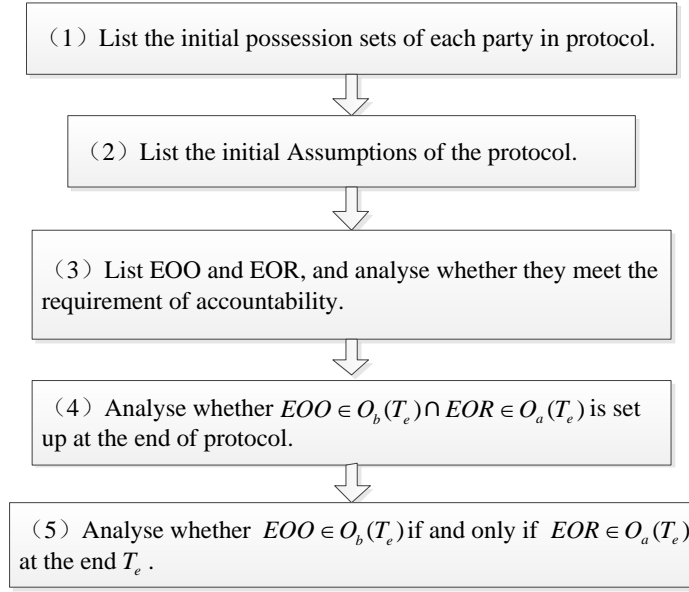 （1）List the initial possession sets of each party in protocol.
（2）List the initial Assumptions of the protocol.
（3）List EOO and EOR, and analyse whether they meet the
requirement of accountability.
（4）Analyse whether EOO ∈ O_b(T_e) ∩ EOR ∈ O_a(T_e) is set
up at the end of protocol.
（5）Analyse whether EOO ∈ O_b(T_e) if and only if EOR ∈ O_a(T_e)
at the end T_e .